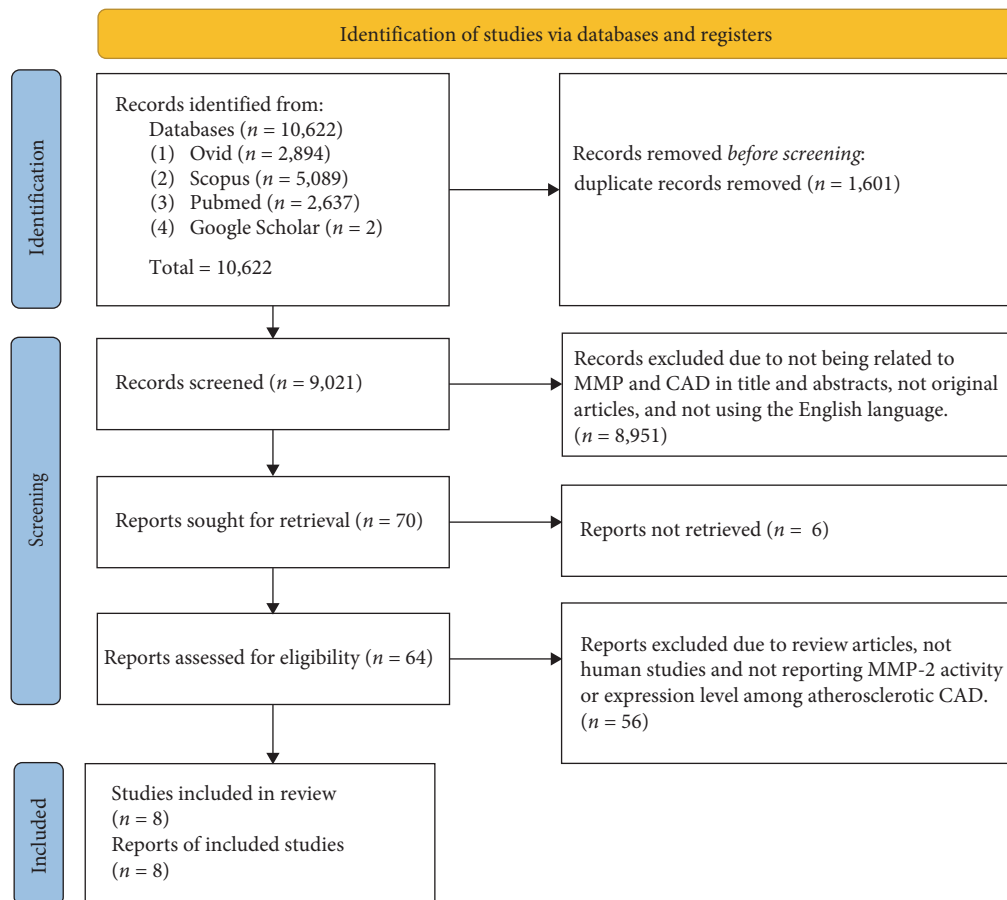 Identification of studies via databases and registers
Identification
Records identified from:
Databases (n = 10,622)
(1) Ovid (n = 2,894)
(2) Scopus (n = 5,089)
(3) Pubmed (n = 2,637)
(4) Google Scholar (n = 2)
Total = 10,622
Records removed before screening:
duplicate records removed (n = 1,601)
Screening
Records screened (n = 9,021)
Records excluded due to not being related to
MMP and CAD in title and abstracts, not original
articles, and not using the English language.
(n = 8,951)
Reports sought for retrieval (n = 70)
Reports not retrieved (n = 6)
Reports assessed for eligibility (n = 64)
Reports excluded due to review articles, not
human studies and not reporting MMP-2 activity
or expression level among atherosclerotic CAD.
(n = 56)
Included
Studies included in review
(n = 8)
Reports of included studies
(n = 8)